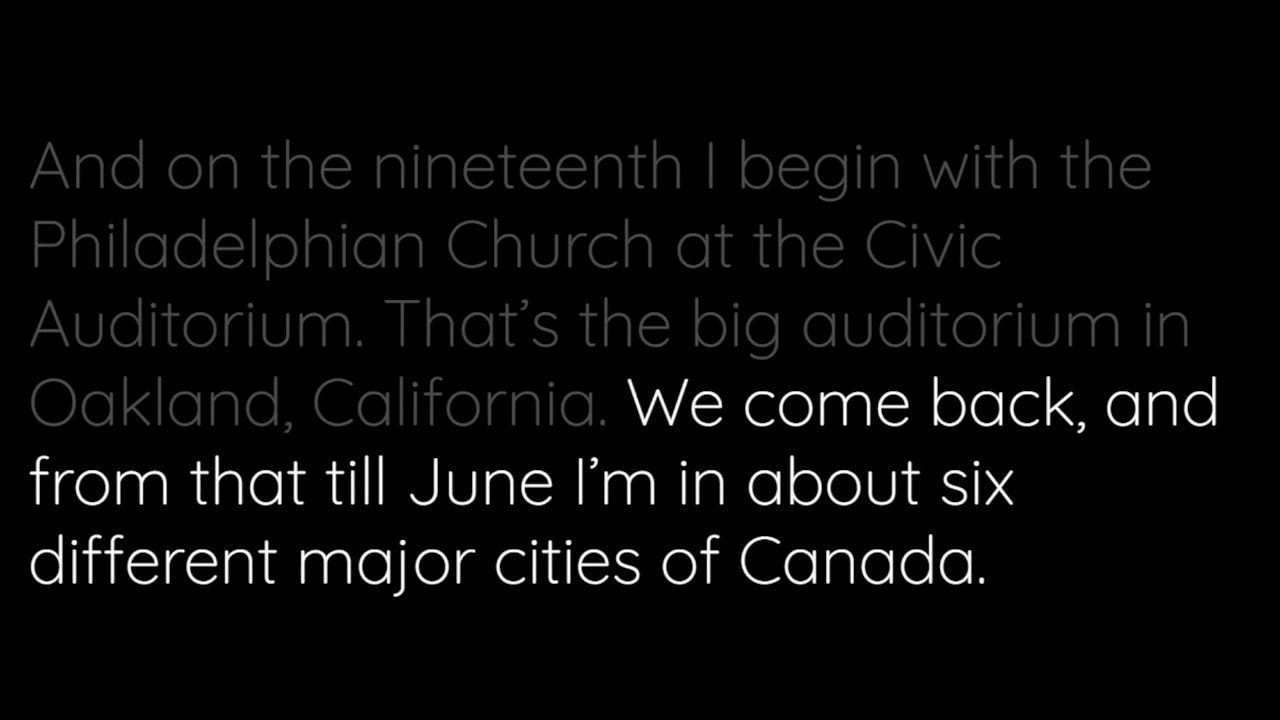 And on the nineteenth I begin with the
Philadelphian Church at the Civic
Auditorium. That’s the big auditorium in
Oakland, California. We come back, and
from that till June I’m in about six
different major cities of Canada.